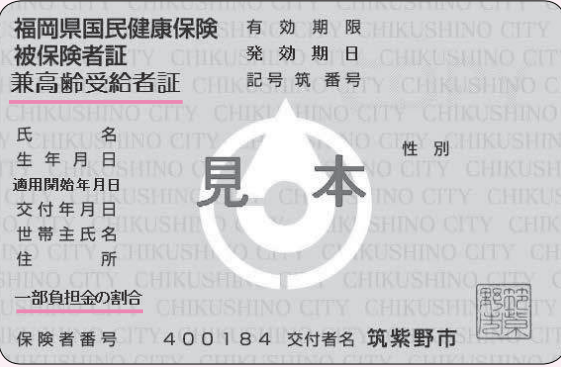 福岡県国民健康保険
被保険者証
兼高齢受給者証
有効期限
発効期日
記号 筑 番号
氏名
性別
生年月日
適用開始年月日
交付年月日
世帯主氏名
住所
見本
一部負担金の割合
保険者番号 400184 交付者名 筑紫野市
CHIKUSHINO CITY